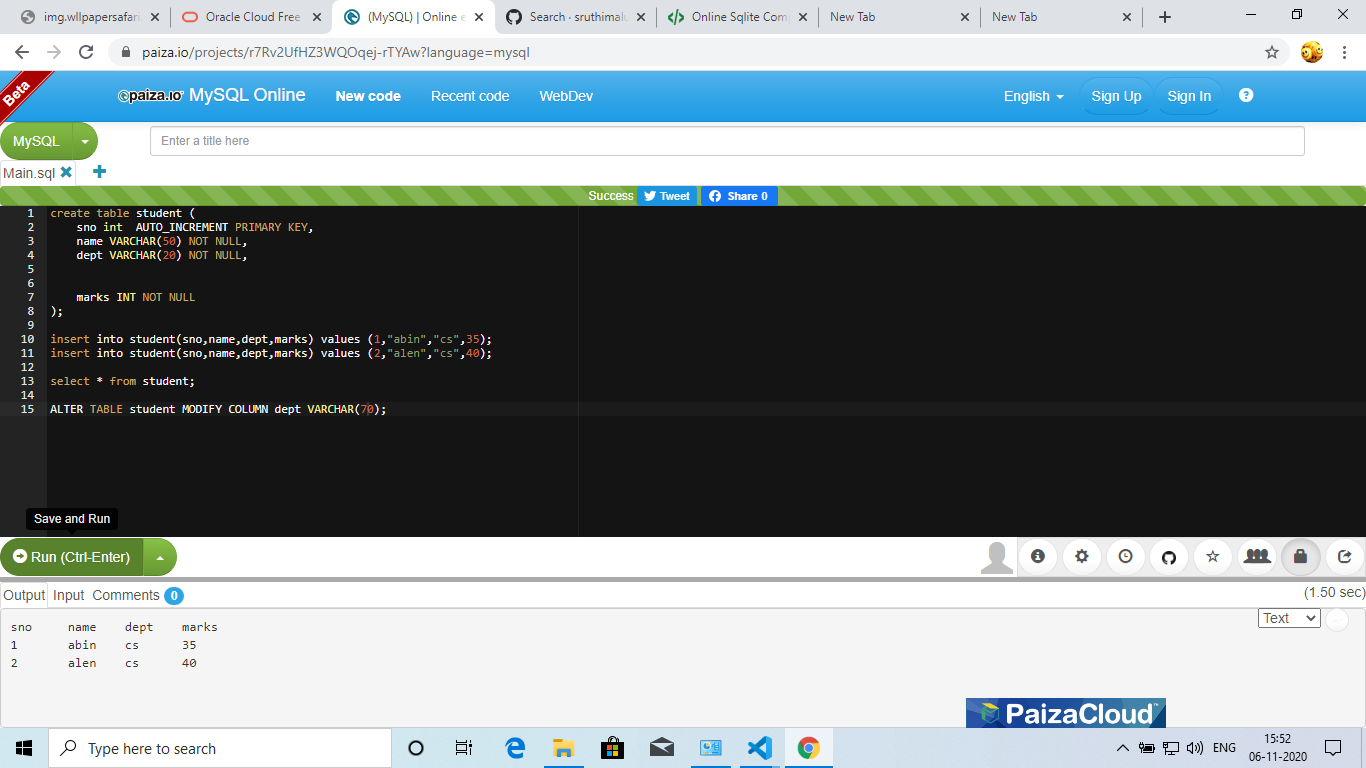 img.wllpapersafari
Oracle Cloud Free
(MySQL) | Online e
Search · sruthimalu
Online Sqlite Comp
New Tab
New Tab
paiza.io/projects/r7Rv2UfHZ3WQOqej-rTYAw?language=mysql
Beta
paiza.io MySQL Online New code Recent code WebDev English Sign Up Sign In
MySQL Enter a title here
Main.sql
Success Tweet Share 0
1 create table student (
2 sno int AUTO_INCREMENT PRIMARY KEY,
3 name VARCHAR(50) NOT NULL,
4 dept VARCHAR(20) NOT NULL,
5
6
7 marks INT NOT NULL
8 );
9
10 insert into student(sno,name,dept,marks) values (1,"abin","cs",35);
11 insert into student(sno,name,dept,marks) values (2,"alen","cs",40);
12
13 select * from student;
14
15 ALTER TABLE student MODIFY COLUMN dept VARCHAR(70);
Save and Run
Run (Ctrl-Enter)
Output Input Comments 0 (1.50 sec)
Text
sno name dept marks
1 abin cs 35
2 alen cs 40
PaizaCloud
Type here to search
ENG
15:52
06-11-2020